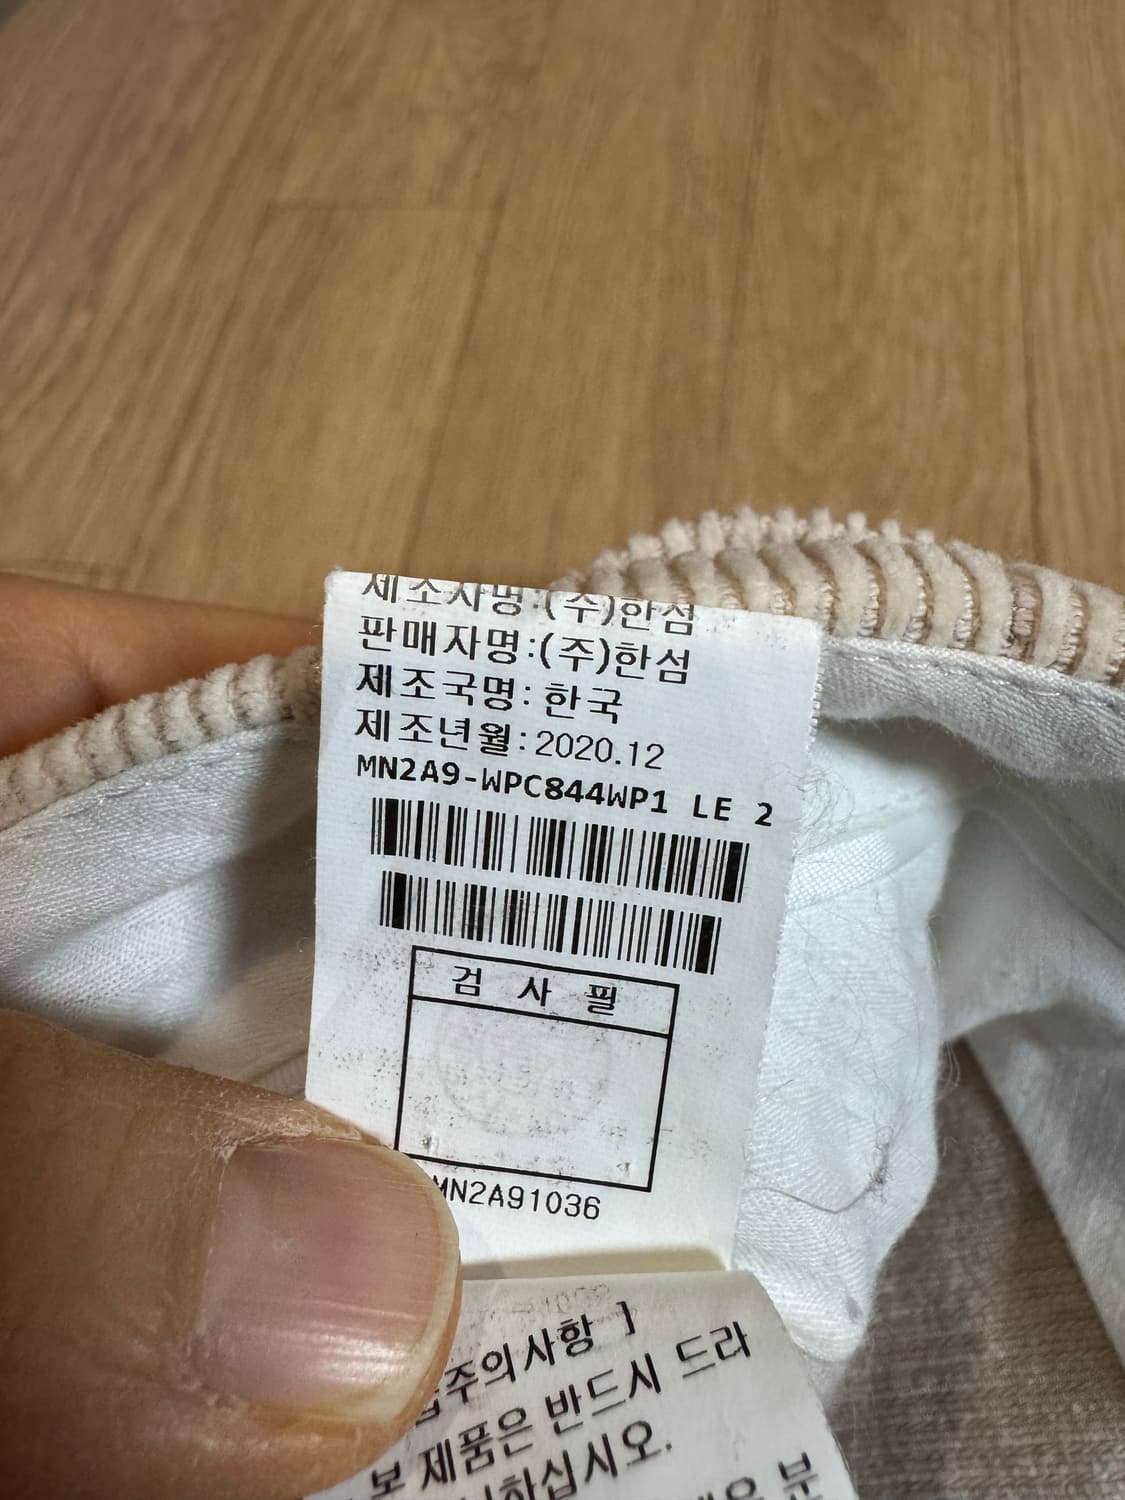 제조자명:(주)한섬
판매자명:(주)한섬
제조국명:한국
제조년월:2020.12
MN2A9-WPC844WP1 LE 2
검 사 필
MN2A91036
주의사항 ]
제품은 반드시 드라
하십시오.